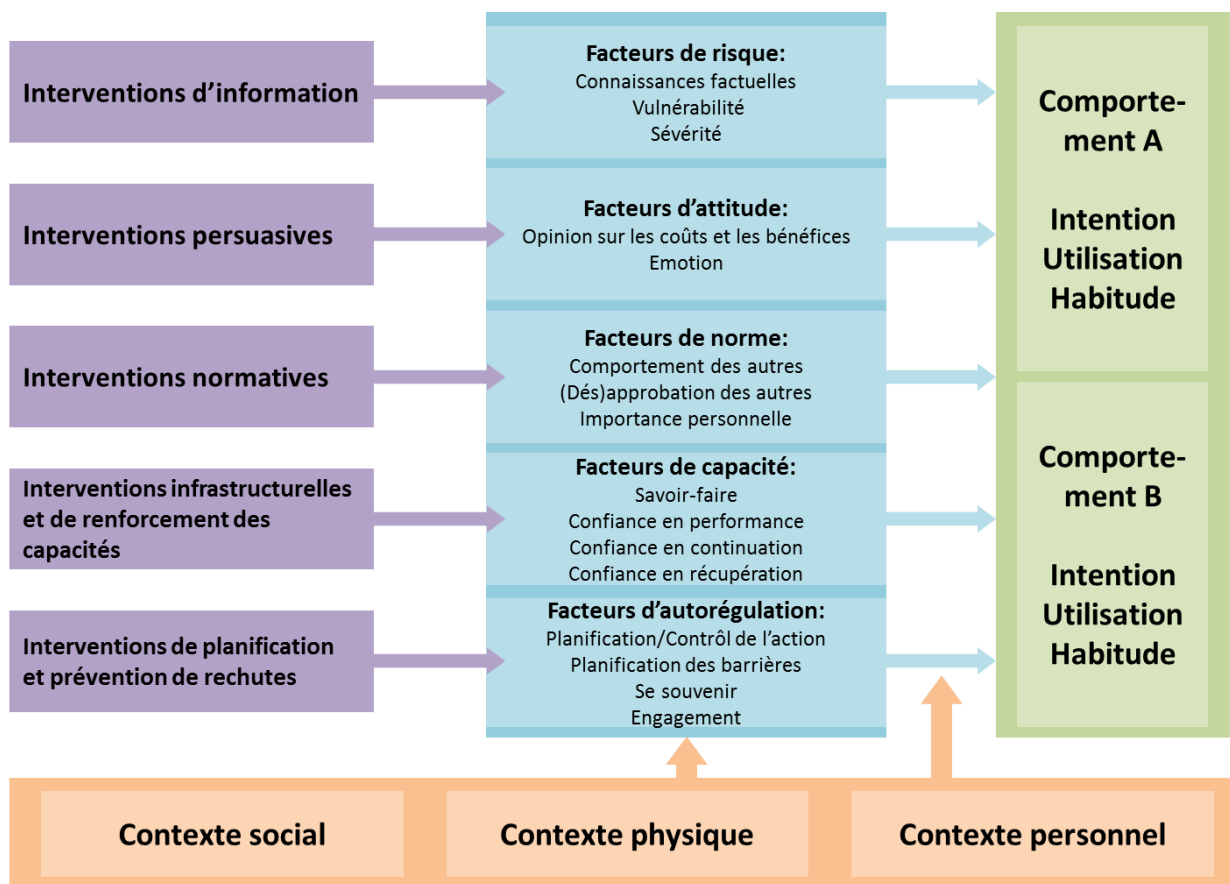 Interventions d’information
Facteurs de risque:
Connaissances factuelles
Vulnérabilité
Sévérité
Interventions persuasives
Facteurs d’attitude:
Opinion sur les coûts et les bénéfices
Emotion
Interventions normatives
Facteurs de norme:
Comportement des autres
(Dés)approbation des autres
Importance personnelle
Interventions infrastructurelles
et de renforcement des
capacités
Facteurs de capacité:
Savoir-faire
Confiance en performance
Confiance en continuation
Confiance en récupération
Interventions de planification
et prévention de rechutes
Facteurs d’autorégulation:
Planification/Contrôl de l’action
Planification des barrières
Se souvenir
Engagement
Comporte-
ment A
Intention
Utilisation
Habitude
Comporte-
ment B
Intention
Utilisation
Habitude
Contexte social
Contexte physique
Contexte personnel